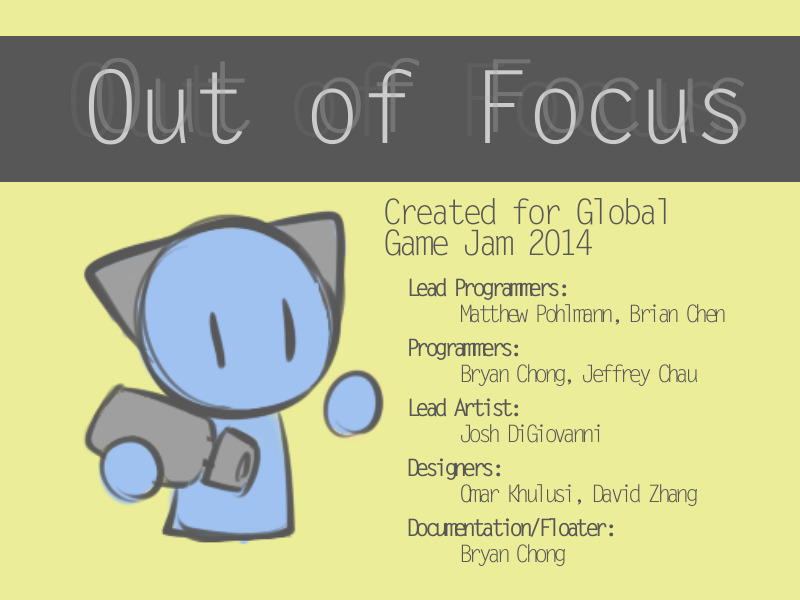 Out of Focus
Created for Global
Game Jam 2014
Lead Programmers:
Matthew Pohlmann, Brian Chen
Programmers:
Bryan Chong, Jeffrey Chau
Lead Artist:
Josh DiGiovanni
Designers:
Omar Khulusi, David Zhang
Documentation/Floater:
Bryan Chong